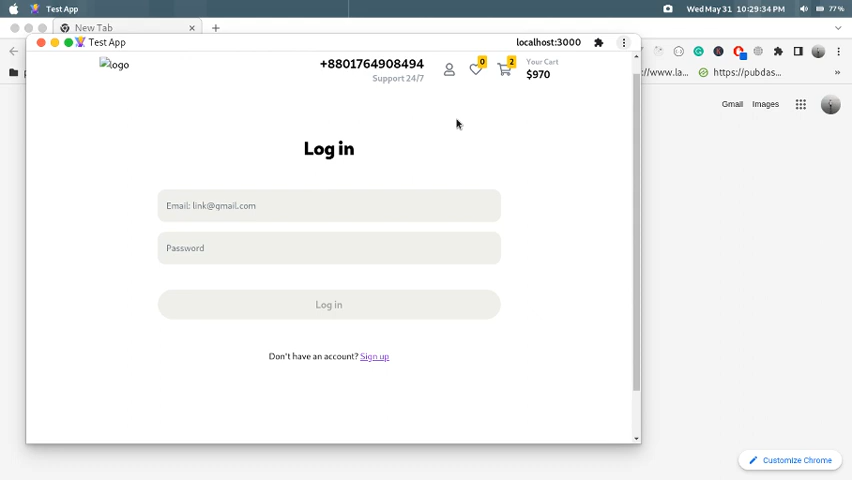 Test App
Wed May 31 10:29:34 PM
77 %
New Tab
Test App
localhost:3000
https://pubdas
Gmail
Images
logo
+8801764908494
Support 24/7
0
2
Your Cart
$970
Log in
Email: link@gmail.com
Password
Log in
Don't have an account? Sign up
Customize Chrome